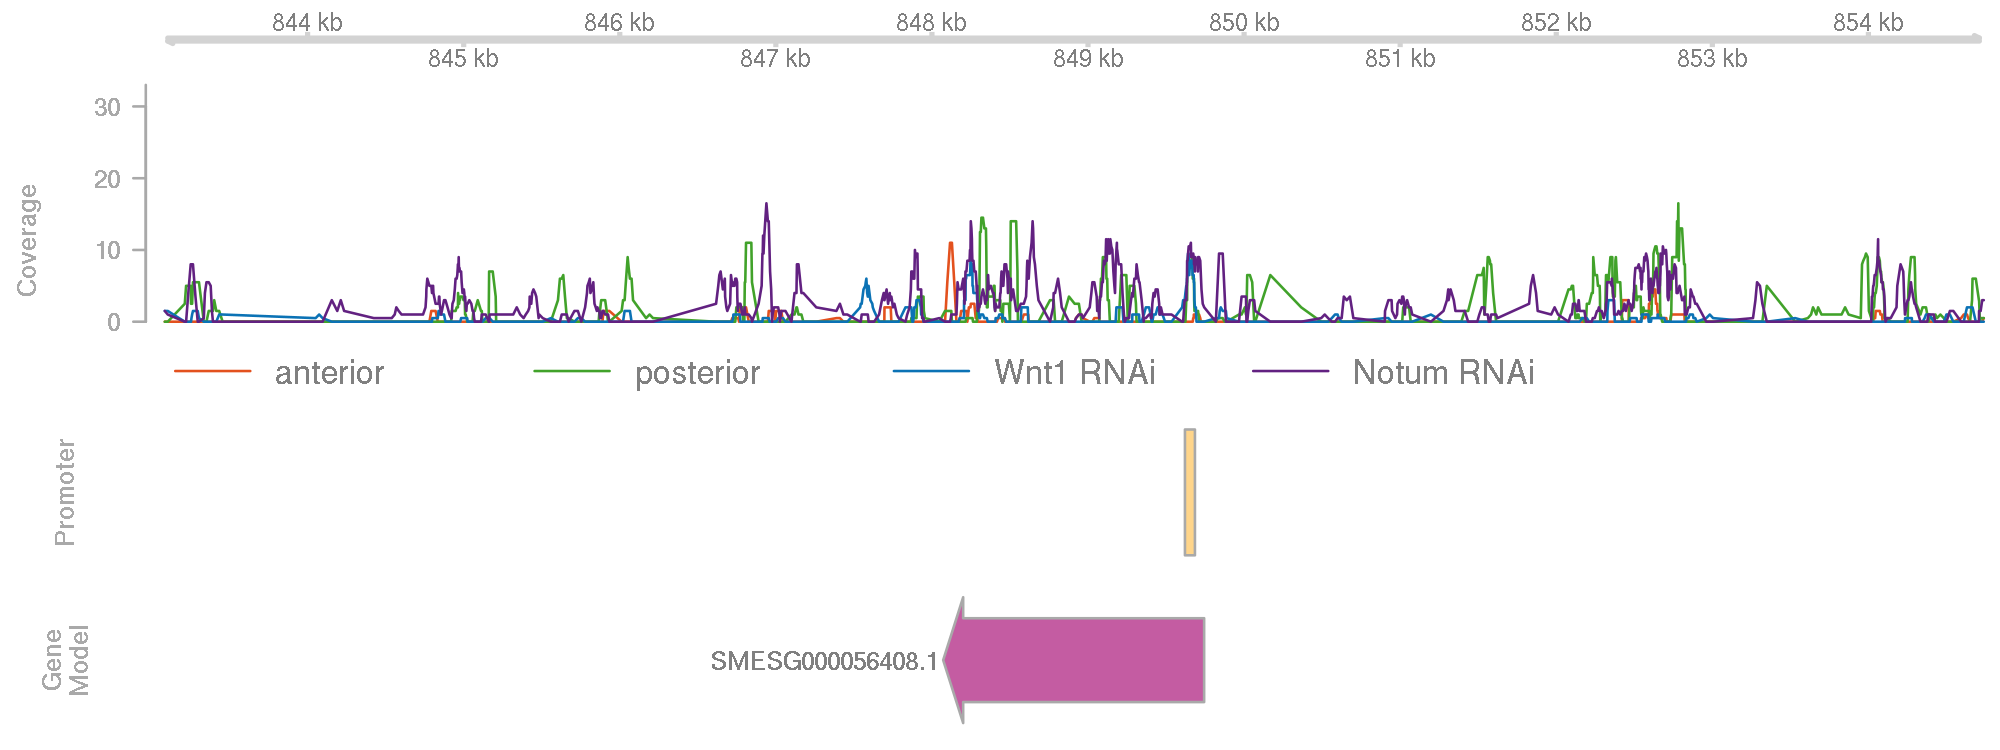 844 kb 846 kb 848 kb 850 kb 852 kb 854 kb
845 kb 847 kb 849 kb 851 kb 853 kb
Coverage
30
20
10
0
anterior posterior Wnt1 RNAi Notum RNAi
Promoter
Gene
Model
SMESG000056408.1